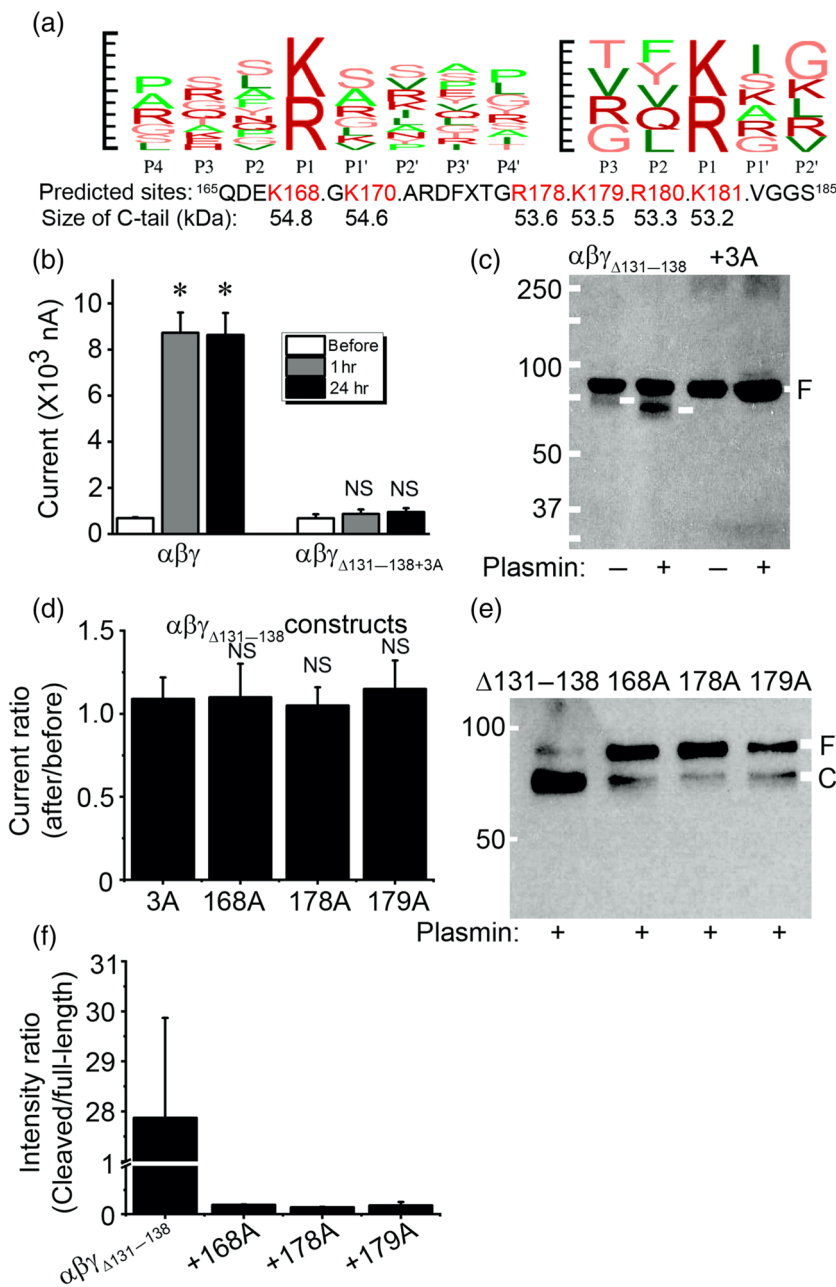 (a)
P4 P3 P2 P1 P1' P2' P3' P4' P3 P2 P1 P1' P2'
Predicted sites: 165QDEK168.GK170.ARDFXTGR178.K179.R180.K181.VGGS185
Size of C-tail (kDa): 54.8 54.6 53.6 53.5 53.3 53.2
(b)
Current (X103 nA)
10
8
6
4
2
0
* *
Before
1 hr
24 hr
NS NS
αβγ αβγΔ131–138+3A
(c)
αβγΔ131–138 +3A
250
100
50
37
F
Plasmin: – + – +
(d)
αβγΔ131–138 constructs
Current ratio
(after/before)
1.5
1.0
0.5
0
NS NS NS
3A 168A 178A 179A
(e)
Δ131–138 168A 178A 179A
100
50
F
C
Plasmin: + + + +
(f)
Intensity ratio
(Cleaved/full-length)
31
30
29
28
1
1
0
αβγΔ131–138 +168A +178A +179A